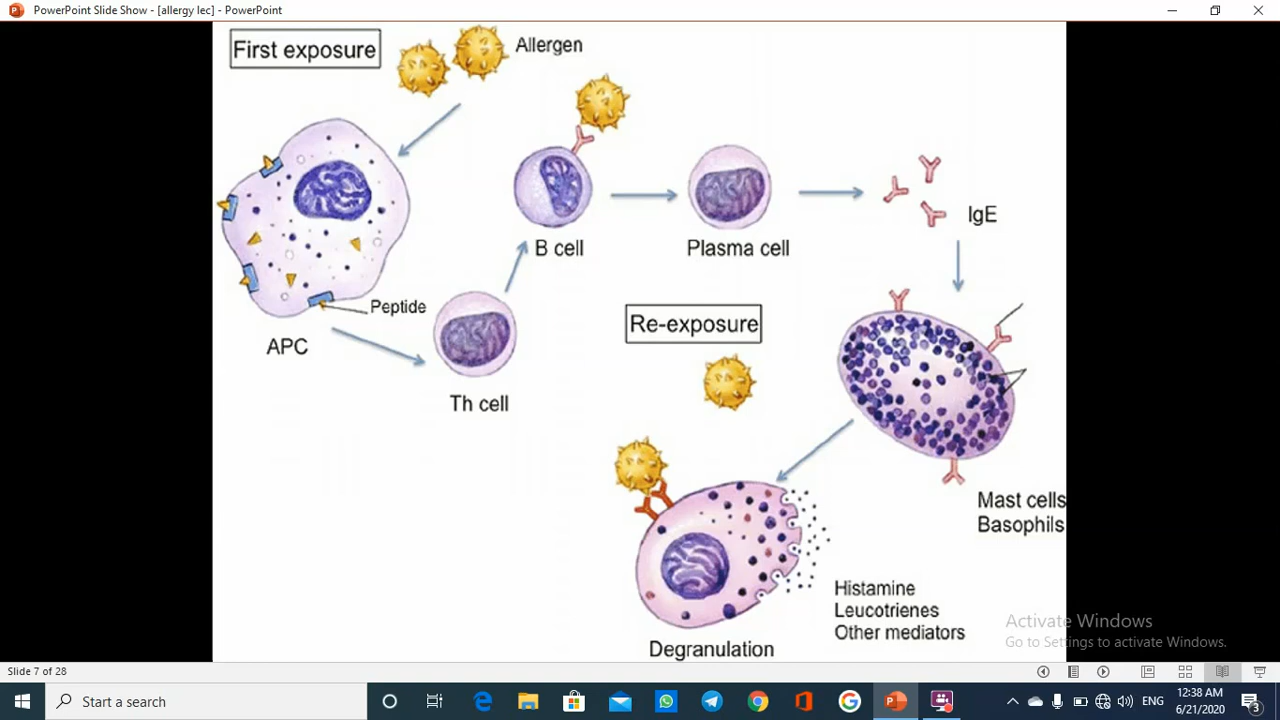 PowerPoint Slide Show - [allergy lec] - PowerPoint
First exposure
Allergen
B cell
Plasma cell
IgE
Peptide
APC
Th cell
Re-exposure
Mast cells
Basophils
Histamine
Leucotrienes
Other mediators
Degranulation
Activate Windows
Go to Settings to activate Windows.
Slide 7 of 28
Start a search
ENG
12:38 AM
6/21/2020
3